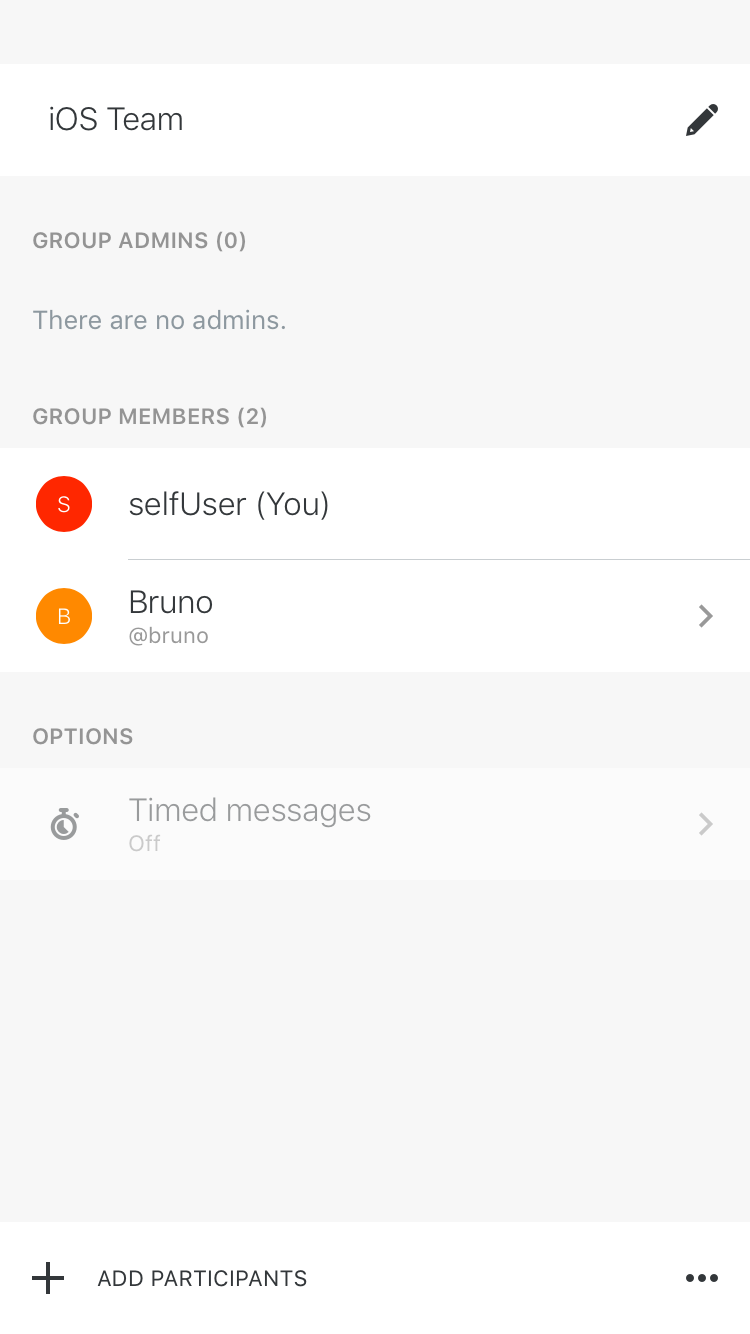 iOS Team
GROUP ADMINS (0)
There are no admins.
GROUP MEMBERS (2)
S
selfUser (You)
B
Bruno
@bruno
OPTIONS
Timed messages
Off
ADD PARTICIPANTS